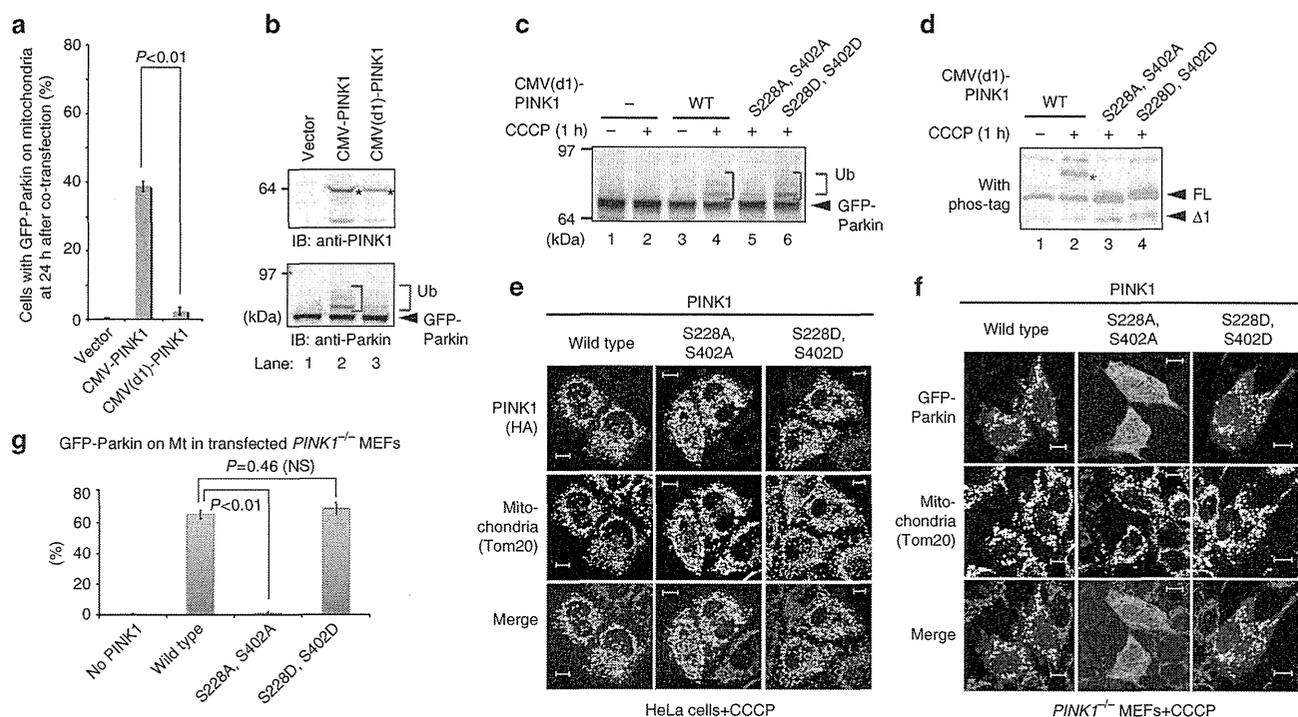 a
Cells with GFP-Parkin on mitochondria
at 24 h after co-transfection (%)
80
60
40
20
0
P<0.01
Vector
CMV-PINK1
CMV(d1)-PINK1
b
Vector
CMV-PINK1
CMV(d1)-PINK1
64
*
*
IB: anti-PINK1
97
Ub
(kDa)
GFP-
Parkin
IB: anti-Parkin
Lane: 1 2 3
c
CMV(d1)-
PINK1
–
WT
S228A, S402A
S228D, S402D
CCCP (1 h) – + – + + +
97
Ub
GFP-
Parkin
64
(kDa) 1 2 3 4 5 6
d
CMV(d1)-
PINK1
WT
S228A, S402A
S228D, S402D
CCCP (1 h) – + + +
With
phos-tag
*
FL
Δ1
1 2 3 4
e
PINK1
Wild type
S228A,
S402A
S228D,
S402D
PINK1
(HA)
Mito-
chondria
(Tom20)
Merge
HeLa cells+CCCP
f
PINK1
Wild type
S228A,
S402A
S228D,
S402D
GFP-
Parkin
Mito-
chondria
(Tom20)
Merge
PINK1–/– MEFs+CCCP
g
GFP-Parkin on Mt in transfected PINK1–/– MEFs
P=0.46 (NS)
P<0.01
(%)
80
60
40
20
0
No PINK1
Wild type
S228A, S402A
S228D, S402D